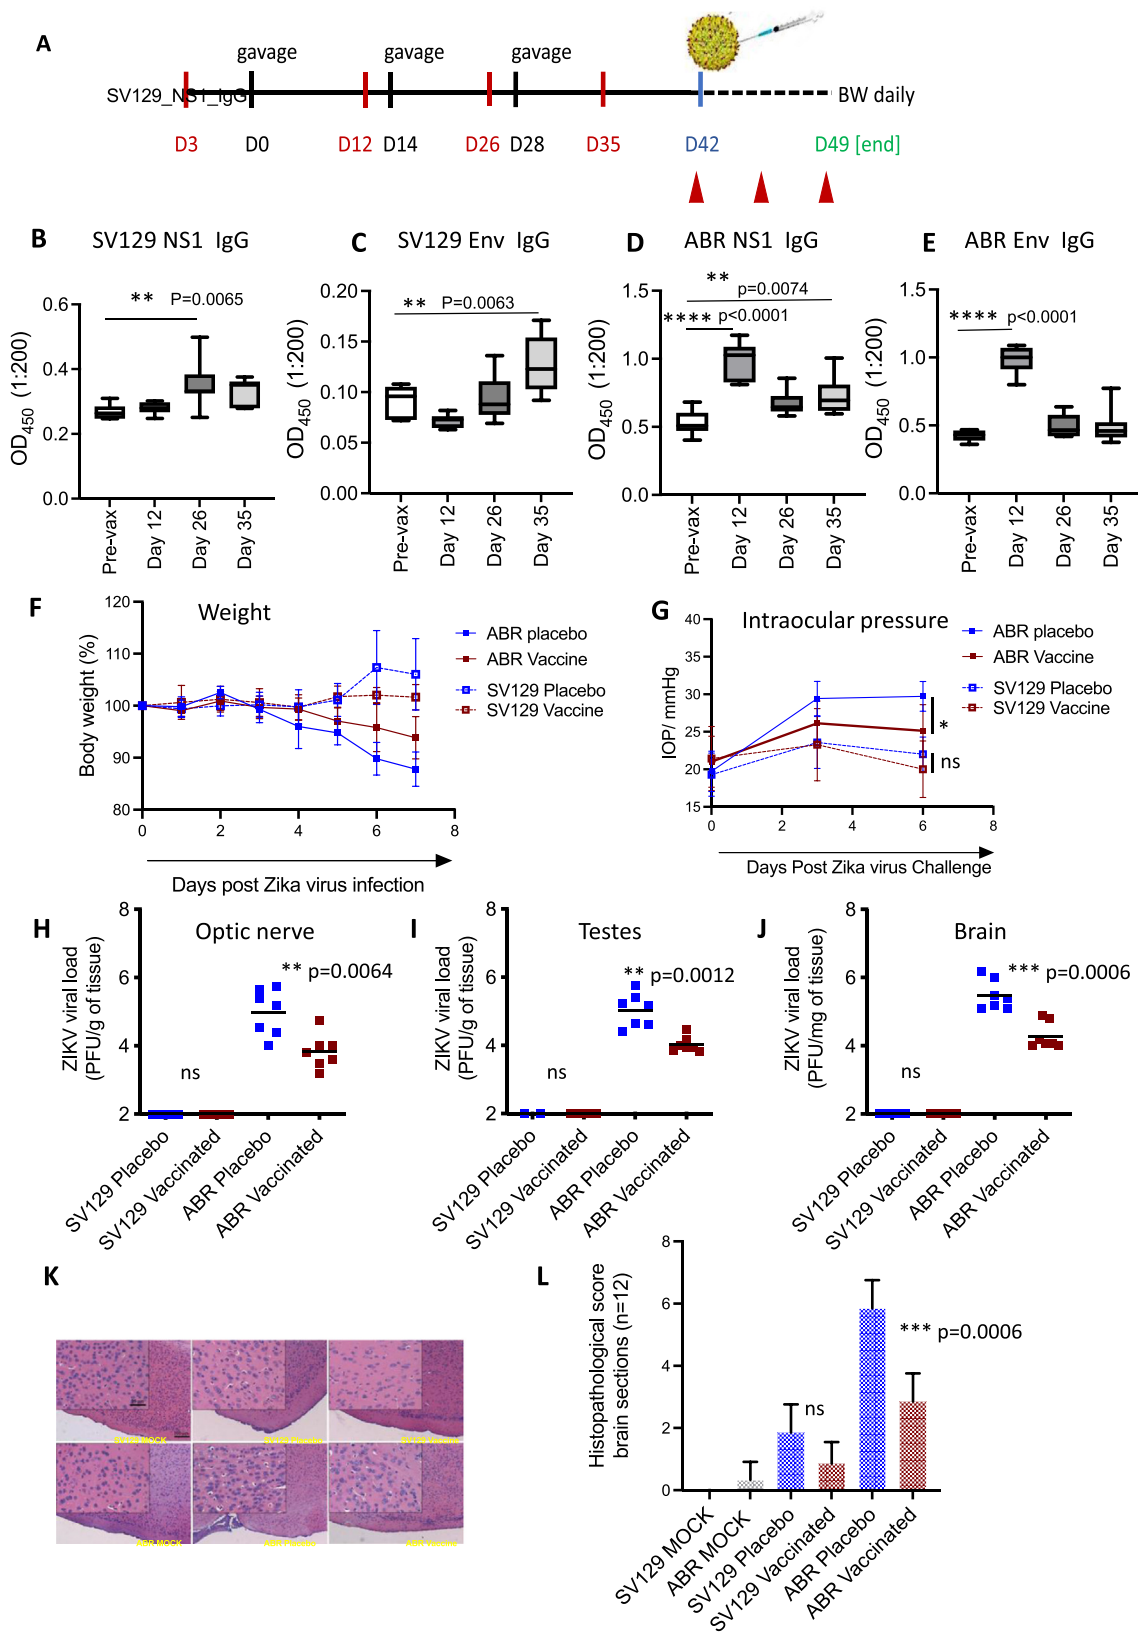 A
gavage gavage gavage
SV129_NS1_IgG
BW daily
D3 D0 D12 D14 D26 D28 D35 D42 D49 [end]
B
SV129 NS1 IgG
** P=0.0065
OD450 (1:200)
0.6
0.4
0.2
0.0
Pre-vax
Day 12
Day 26
Day 35
C
SV129 Env IgG
** P=0.0063
OD450 (1:200)
0.20
0.15
0.10
0.05
0.00
Pre-vax
Day 12
Day 26
Day 35
D
ABR NS1 IgG
**
p=0.0074
**** p<0.0001
OD450 (1:200)
1.5
1.0
0.5
0.0
Pre-vax
Day 12
Day 26
Day 35
E
ABR Env IgG
**** p<0.0001
OD450 (1:200)
1.5
1.0
0.5
0.0
Pre-vax
Day 12
Day 26
Day 35
F
Weight
Body weight (%)
120
110
100
90
80
0 2 4 6 8
Days post Zika virus infection
ABR placebo
ABR Vaccine
SV129 Placebo
SV129 Vaccine
G
Intraocular pressure
IOP/ mmHg
40
35
30
25
20
15
0 2 4 6 8
*
ns
Days Post Zika virus Challenge
ABR placebo
ABR Vaccine
SV129 Placebo
SV129 Vaccine
H
Optic nerve
** p=0.0064
ns
ZIKV viral load
(PFU/g of tissue)
8
6
4
2
SV129 Placebo
SV129 Vaccinated
ABR Placebo
ABR Vaccinated
I
Testes
** p=0.0012
ns
ZIKV viral load
(PFU/g of tissue)
8
6
4
2
SV129 Placebo
SV129 Vaccinated
ABR Placebo
ABR Vaccinated
J
Brain
*** p=0.0006
ns
ZIKV viral load
(PFU/mg of tissue)
8
6
4
2
SV129 Placebo
SV129 Vaccinated
ABR Placebo
ABR Vaccinated
K
SV129 MOCK
ABR MOCK
L
Histopathological score
brain sections (n=12)
8
6
4
2
0
ns
*** p=0.0006
SV129 MOCK
ABR MOCK
SV129 Placebo
SV129 Vaccinated
ABR Placebo
ABR Vaccinated